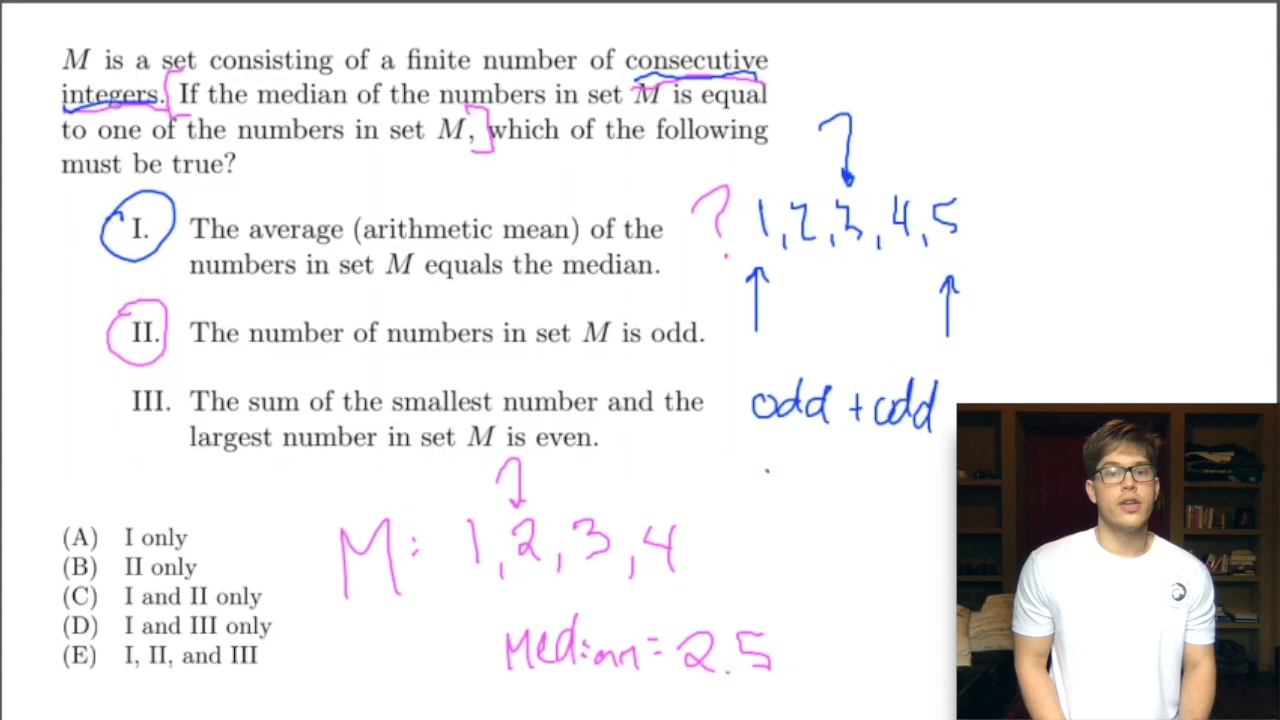 M is a set consisting of a finite number of consecutive
integers. If the median of the numbers in set M is equal
to one of the numbers in set M, which of the following
must be true?
I. The average (arithmetic mean) of the
numbers in set M equals the median.
? 1, 2, 3, 4, 5
II. The number of numbers in set M is odd.
III. The sum of the smallest number and the
largest number in set M is even.
odd + odd
M: 1, 2, 3, 4
Median = 2.5
(A) I only
(B) II only
(C) I and II only
(D) I and III only
(E) I, II, and III